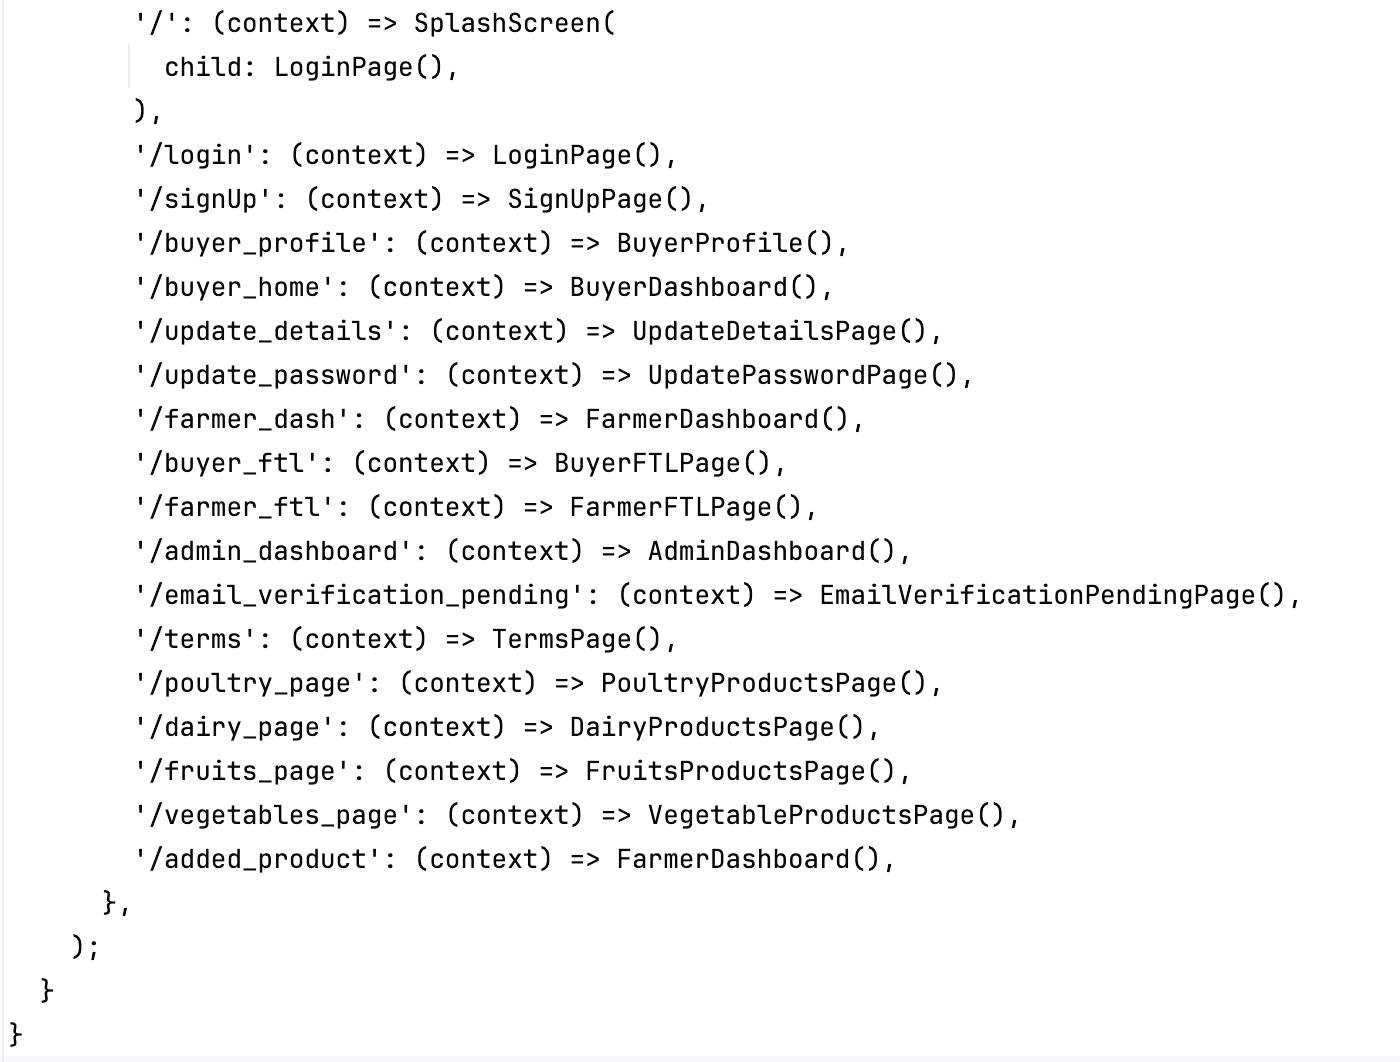 '/': (context) => SplashScreen(
child: LoginPage(),
),
'/login': (context) => LoginPage(),
'/signUp': (context) => SignUpPage(),
'/buyer_profile': (context) => BuyerProfile(),
'/buyer_home': (context) => BuyerDashboard(),
'/update_details': (context) => UpdateDetailsPage(),
'/update_password': (context) => UpdatePasswordPage(),
'/farmer_dash': (context) => FarmerDashboard(),
'/buyer_ftl': (context) => BuyerFTLPage(),
'/farmer_ftl': (context) => FarmerFTLPage(),
'/admin_dashboard': (context) => AdminDashboard(),
'/email_verification_pending': (context) => EmailVerificationPendingPage(),
'/terms': (context) => TermsPage(),
'/poultry_page': (context) => PoultryProductsPage(),
'/dairy_page': (context) => DairyProductsPage(),
'/fruits_page': (context) => FruitsProductsPage(),
'/vegetables_page': (context) => VegetableProductsPage(),
'/added_product': (context) => FarmerDashboard(),
},
);
}
}